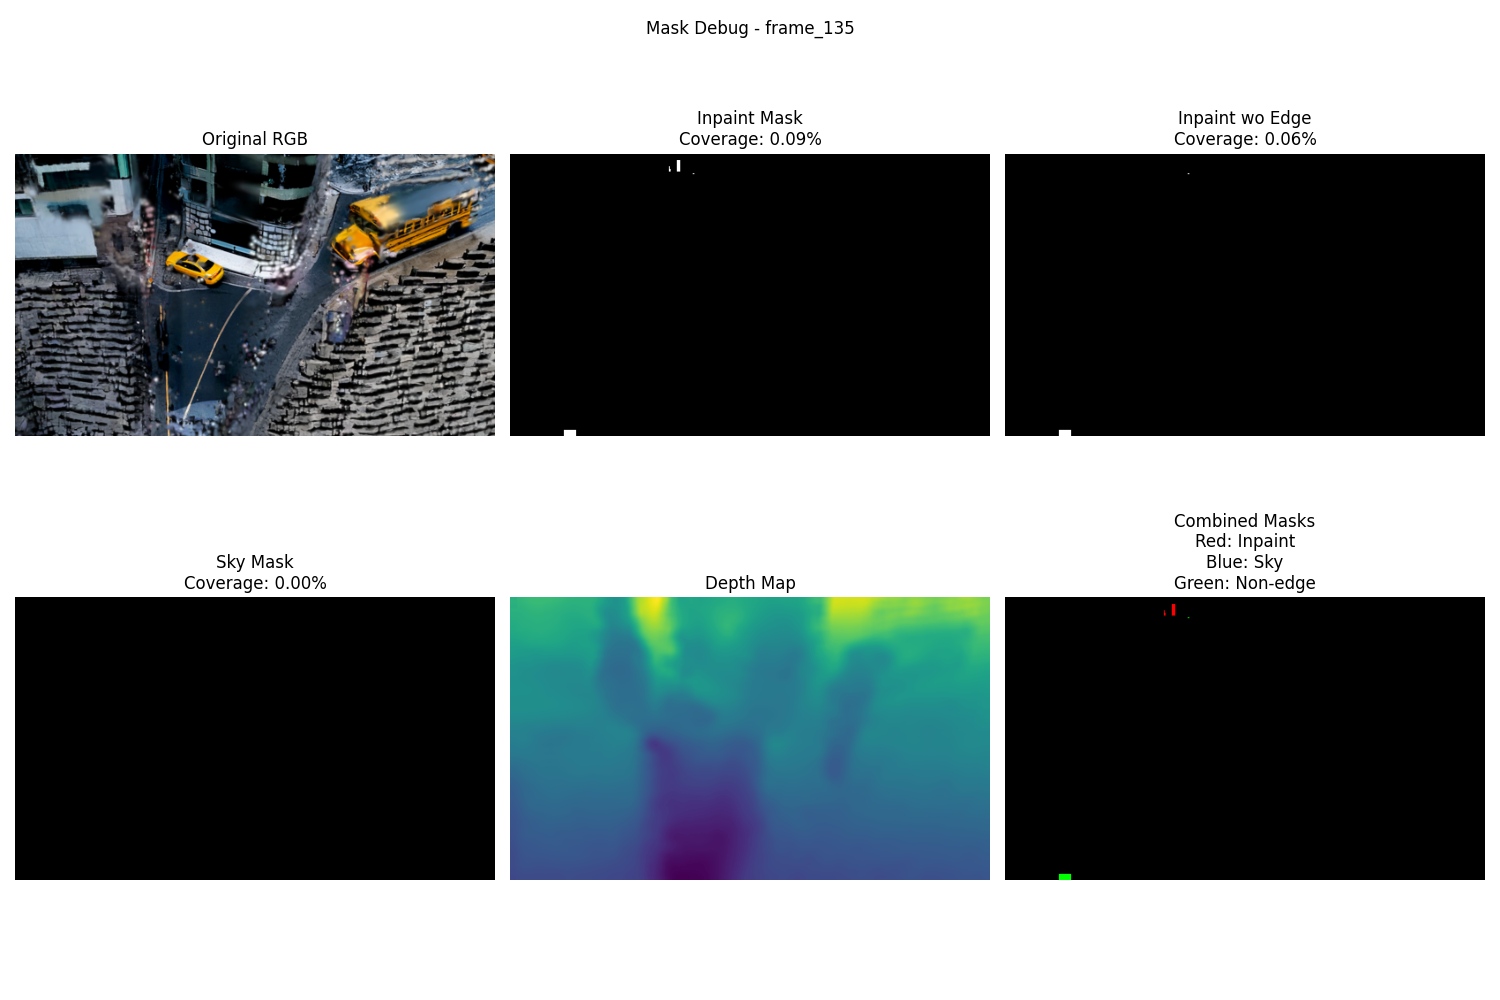 Mask Debug - frame_135
Original RGB
Inpaint Mask
Coverage: 0.09%
Inpaint wo Edge
Coverage: 0.06%
Sky Mask
Coverage: 0.00%
Depth Map
Combined Masks
Red: Inpaint
Blue: Sky
Green: Non-edge